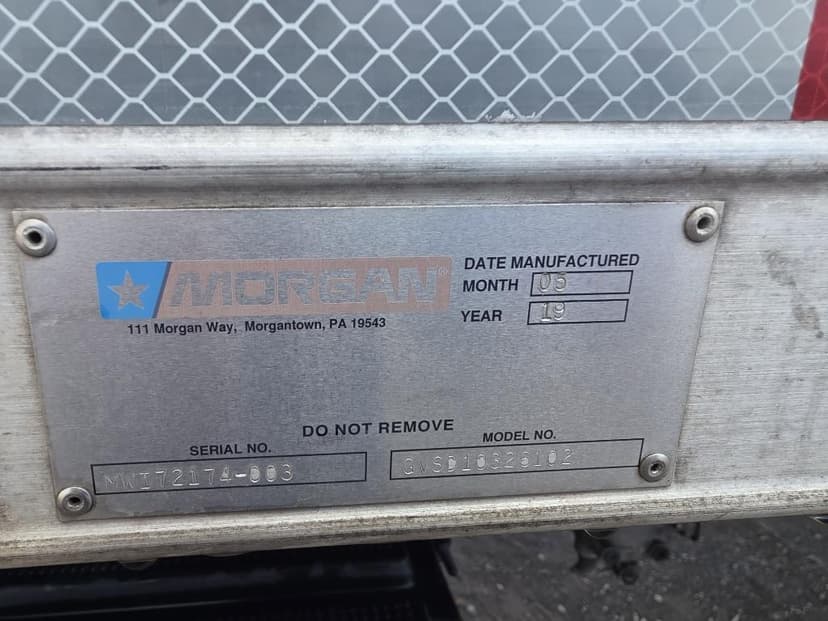 MORGAN®
111 Morgan Way, Morgantown, PA 19543
DATE MANUFACTURED
MONTH 05
YEAR 19
DO NOT REMOVE
SERIAL NO.
MWI72174-003
MODEL NO.
GVSD10326102